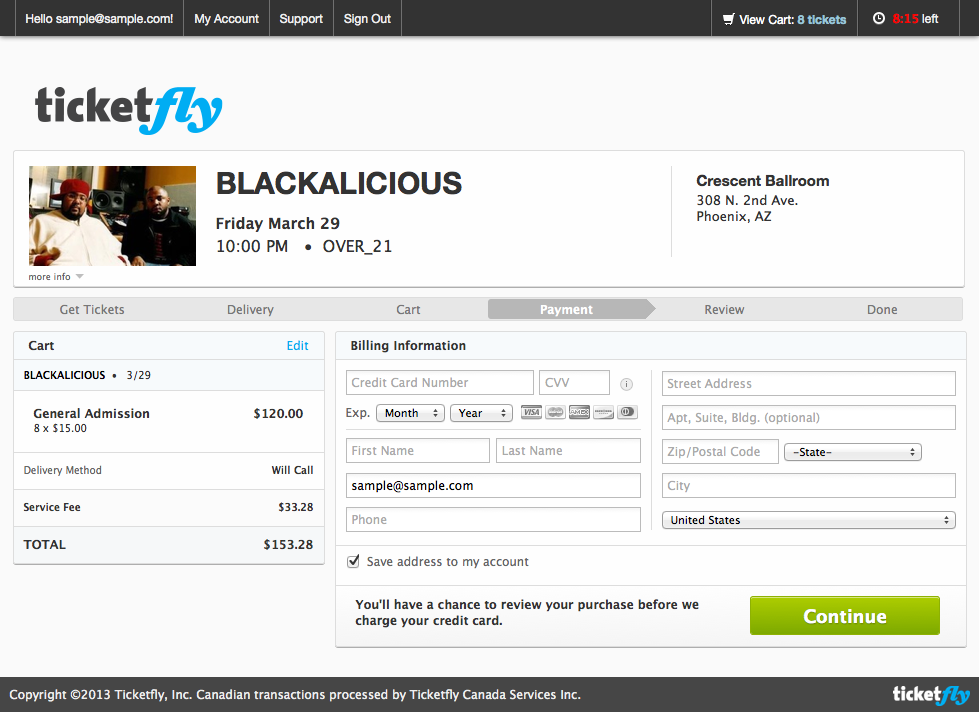 Hello sample@sample.com! My Account Support Sign Out View Cart: 8 tickets 8:15 left
ticketfly
BLACKALICIOUS
Friday March 29
10:00 PM • OVER_21
more info
Crescent Ballroom
308 N. 2nd Ave.
Phoenix, AZ
Get Tickets Delivery Cart Payment Review Done
Cart Edit
BLACKALICIOUS • 3/29
General Admission $120.00
8 x $15.00
Delivery Method Will Call
Service Fee $33.28
TOTAL $153.28
Billing Information
Credit Card Number CVV i
Exp. Month Year VISA AMEX
First Name Last Name
sample@sample.com
Phone
Street Address
Apt, Suite, Bldg. (optional)
Zip/Postal Code -State-
City
United States
Save address to my account
You'll have a chance to review your purchase before we
charge your credit card.
Continue
Copyright ©2013 Ticketfly, Inc. Canadian transactions processed by Ticketfly Canada Services Inc. ticketfly